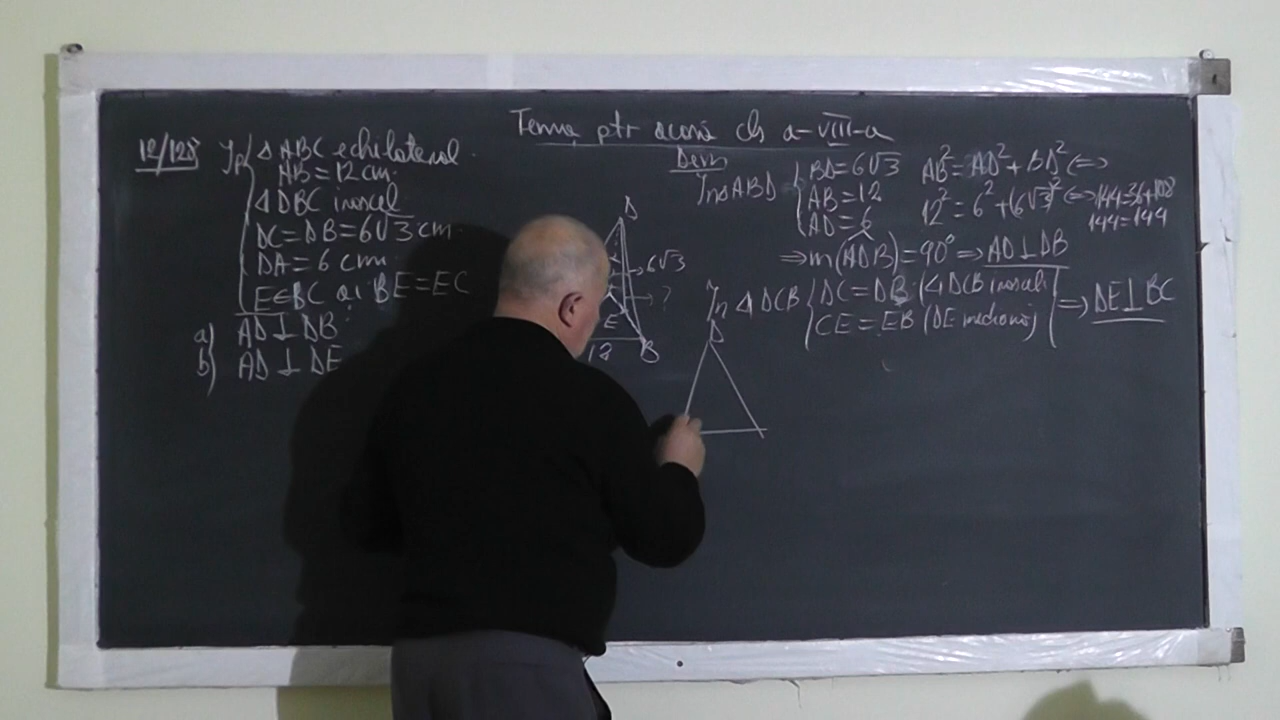 Temă ptr acasă cls a-VIII-a
12/128 Ip ΔABC echilateral.
AB=12 cm.
ΔDBC isoscel
DC=DB=6√3 cm.
DA=6 cm.
E∈BC aî BE=EC
a) AD⊥DB
b) AD⊥DE
D
6√3
?
E
12 B
Dem
În ΔABD BD=6√3
AB=12
AD=6
AB²=AD²+BD² (=>
12²=6²+(6√3)² (=>144=36+108
144=144
=>m(ADB)=90°=>AD⊥DB
În ΔDCB DC=DB (ΔDCB isoscel)
CE=EB (DE mediană) => DE⊥BC
D